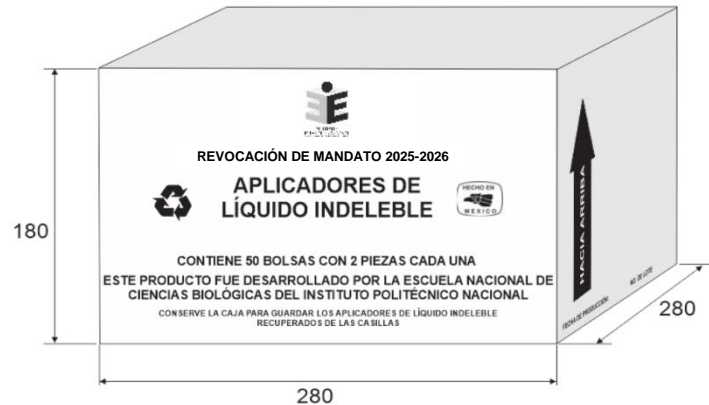 REVOCACIÓN DE MANDATO 2025-2026
APLICADORES DE
LÍQUIDO INDELEBLE
HECHO EN
MÉXICO
CONTIENE 50 BOLSAS CON 2 PIEZAS CADA UNA
ESTE PRODUCTO FUE DESARROLLADO POR LA ESCUELA NACIONAL DE
CIENCIAS BIOLÓGICAS DEL INSTITUTO POLITÉCNICO NACIONAL
CONSERVE LA CAJA PARA GUARDAR LOS APLICADORES DE LÍQUIDO INDELEBLE
RECUPERADOS DE LAS CASILLAS
HACIA ARRIBA
FECHA DE PRODUCCIÓN:
NO. DE LOTE
180
280
280